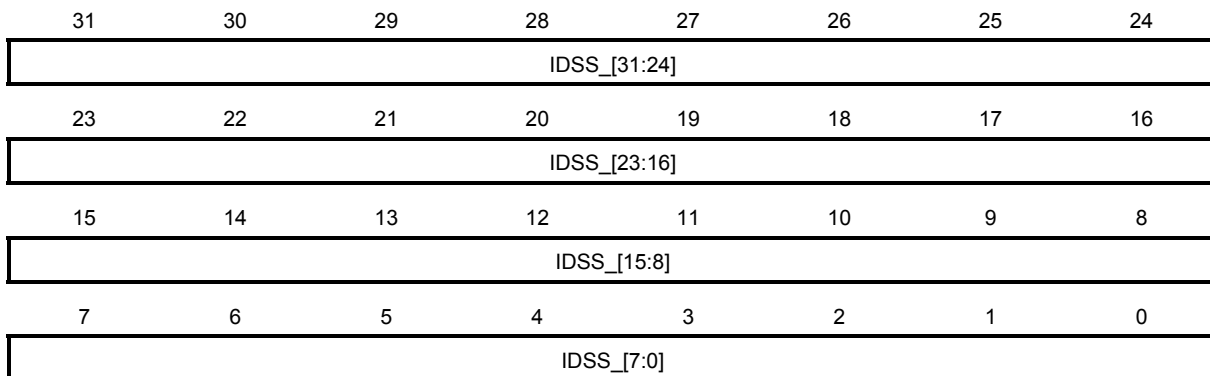 31 30 29 28 27 26 25 24
IDSS_[31:24]
23 22 21 20 19 18 17 16
IDSS_[23:16]
15 14 13 12 11 10 9 8
IDSS_[15:8]
7 6 5 4 3 2 1 0
IDSS_[7:0]